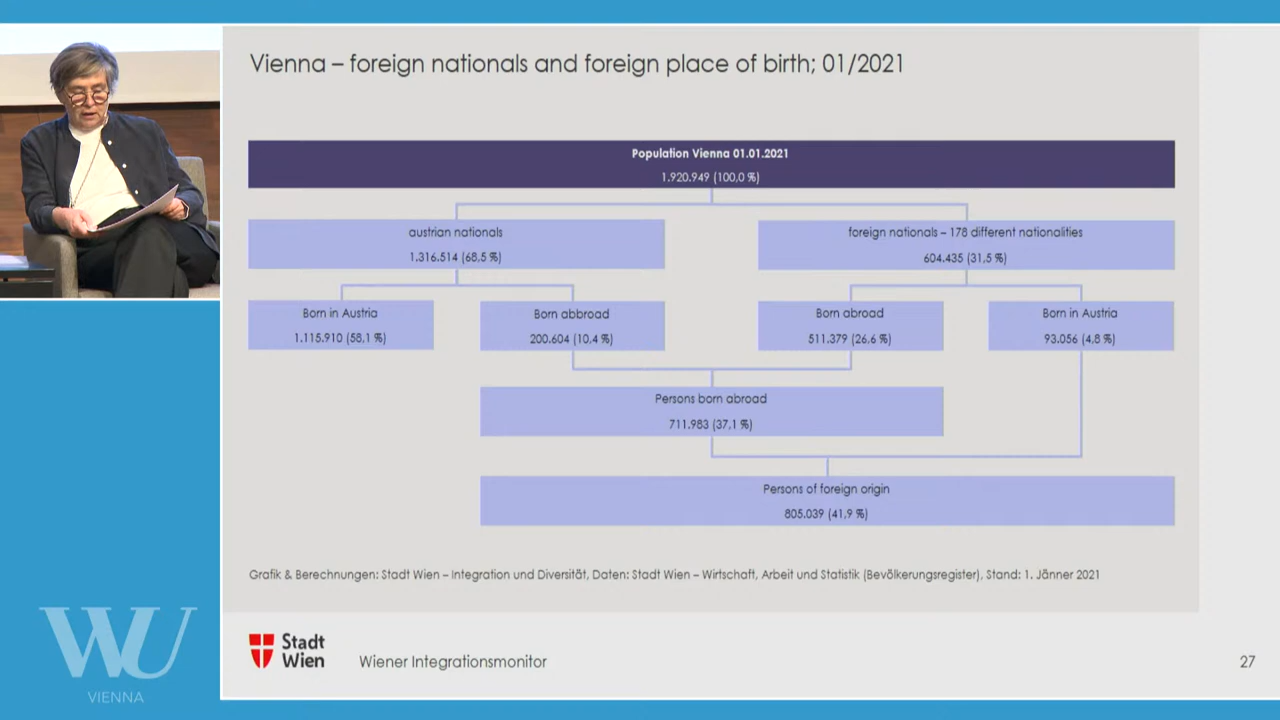 Vienna – foreign nationals and foreign place of birth; 01/2021
Population Vienna 01.01.2021
1.920.949 (100,0 %)
austrian nationals
1.316.514 (68,5 %)
foreign nationals – 178 different nationalities
604.435 (31,5 %)
Born in Austria
1.115.910 (58,1 %)
Born abbroad
200.604 (10,4 %)
Born abroad
511.379 (26,6 %)
Born in Austria
93.056 (4,8 %)
Persons born abroad
711.983 (37,1 %)
Persons of foreign origin
805.039 (41,9 %)
Grafik & Berechnungen: Stadt Wien – Integration und Diversität, Daten: Stadt Wien – Wirtschaft, Arbeit und Statistik (Bevölkerungsregister), Stand: 1. Jänner 2021
WU
VIENNA
Stadt
Wien
Wiener Integrationsmonitor
27